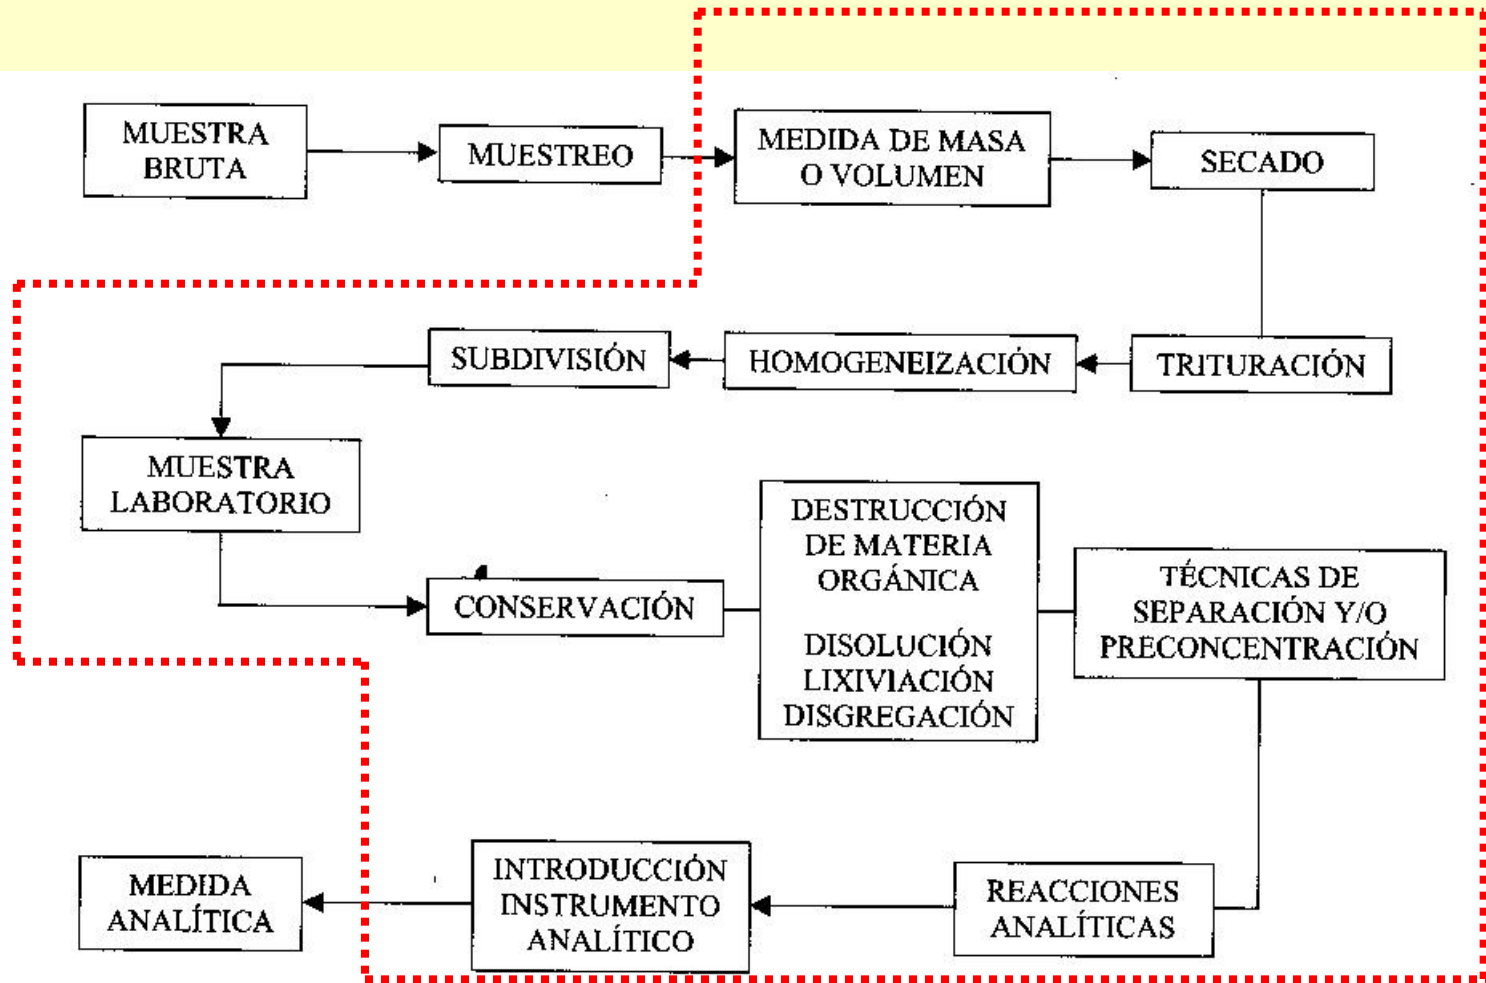 MUESTRA
BRUTA
MUESTREO
MEDIDA DE MASA
O VOLUMEN
SECADO
SUBDIVISIÓN
HOMOGENEIZACIÓN
TRITURACIÓN
MUESTRA
LABORATORIO
CONSERVACIÓN
DESTRUCCIÓN
DE MATERIA
ORGÁNICA
DISOLUCIÓN
LIXIVIACIÓN
DISGREGACIÓN
TÉCNICAS DE
SEPARACIÓN Y/O
PRECONCENTRACIÓN
MEDIDA
ANALÍTICA
INTRODUCCIÓN
INSTRUMENTO
ANALÍTICO
REACCIONES
ANALÍTICAS